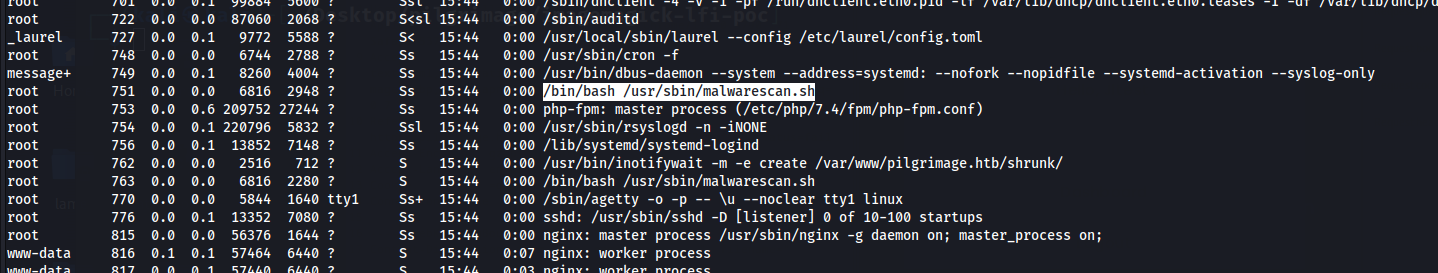 root 701 0.0 0.1 99884 5600 ? Ssl 15:44 0:00 /sbin/dhclient -4 -v -i -pf /run/dhclient.eth0.pid -lf /var/lib/dhcp/dhclient.eth0.leases -I -df /var/lib/dhcp/d
root 722 0.0 0.0 87060 2068 ? S<sl 15:44 0:00 /sbin/auditd
_laurel 727 0.0 0.1 9772 5588 ? S< 15:44 0:00 /usr/local/sbin/laurel --config /etc/laurel/config.toml
root 748 0.0 0.0 6744 2788 ? Ss 15:44 0:00 /usr/sbin/cron -f
message+ 749 0.0 0.1 8260 4004 ? Ss 15:44 0:00 /usr/bin/dbus-daemon --system --address=systemd: --nofork --nopidfile --systemd-activation --syslog-only
root 751 0.0 0.0 6816 2948 ? Ss 15:44 0:00 /bin/bash /usr/sbin/malwarescan.sh
root 753 0.0 0.6 209752 27244 ? Ss 15:44 0:00 php-fpm: master process (/etc/php/7.4/fpm/php-fpm.conf)
root 754 0.0 0.1 220796 5832 ? Ssl 15:44 0:00 /usr/sbin/rsyslogd -n -iNONE
root 756 0.0 0.1 13852 7148 ? Ss 15:44 0:00 /lib/systemd/systemd-logind
root 762 0.0 0.0 2516 712 ? S 15:44 0:00 /usr/bin/inotifywait -m -e create /var/www/pilgrimage.htb/shrunk/
root 763 0.0 0.0 6816 2280 ? S 15:44 0:00 /bin/bash /usr/sbin/malwarescan.sh
root 770 0.0 0.0 5844 1640 tty1 Ss+ 15:44 0:00 /sbin/agetty -o -p -- \u --noclear tty1 linux
root 776 0.0 0.1 13352 7080 ? Ss 15:44 0:00 sshd: /usr/sbin/sshd -D [listener] 0 of 10-100 startups
root 815 0.0 0.0 56376 1644 ? Ss 15:44 0:00 nginx: master process /usr/sbin/nginx -g daemon on; master_process on;
www-data 816 0.1 0.1 57464 6440 ? S 15:44 0:07 nginx: worker process
www-data 817 0.0 0.1 57440 6440 ? S 15:44 0:03 nginx: worker process